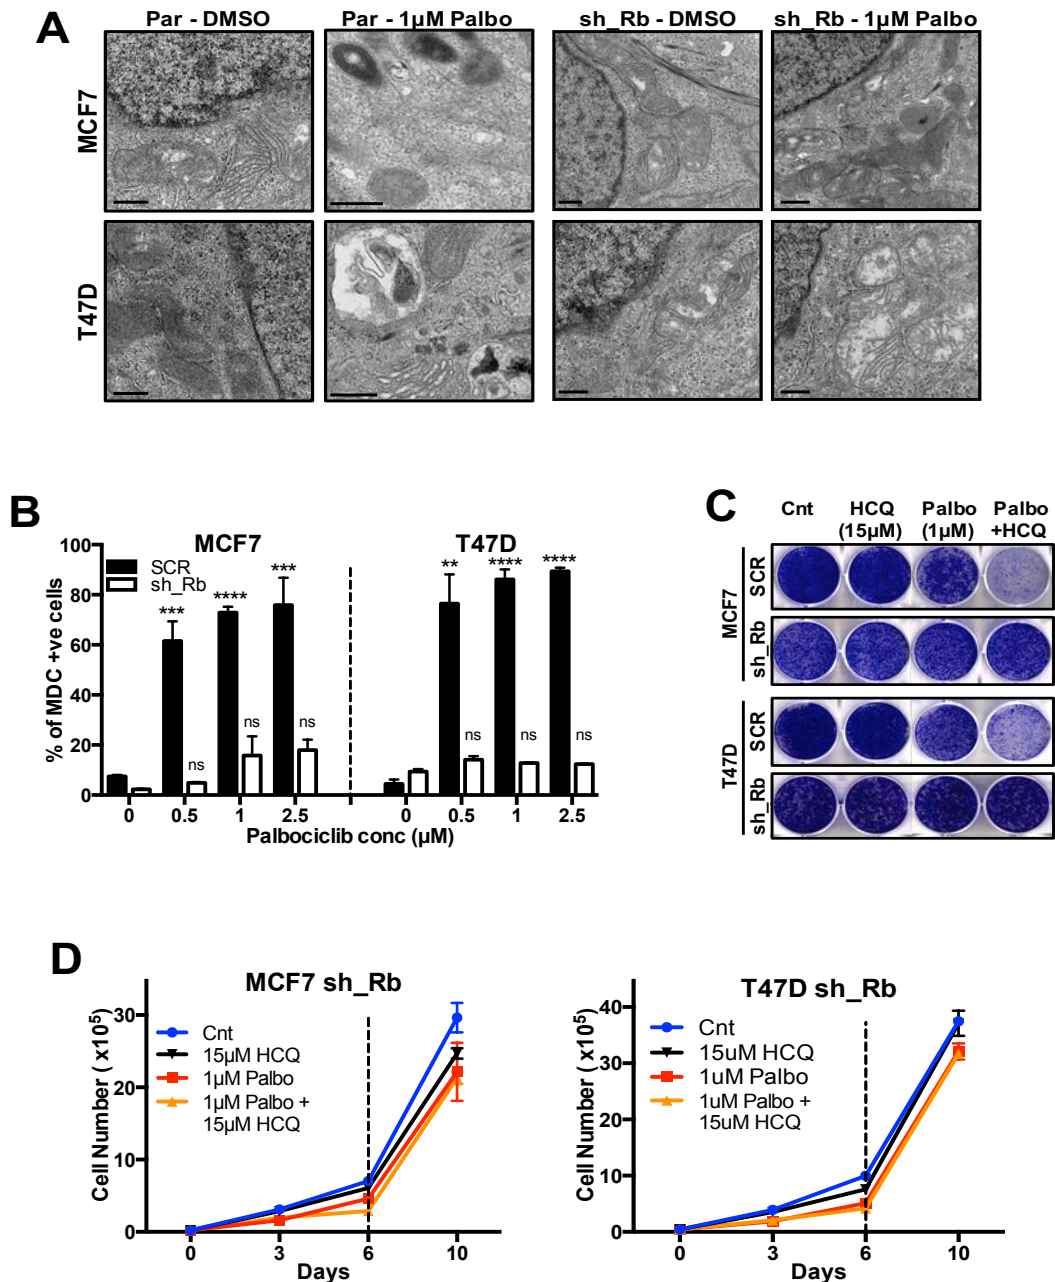 A
Par - DMSO
Par - 1µM Palbo
sh_Rb - DMSO
sh_Rb - 1µM Palbo
MCF7
T47D
B
MCF7
T47D
SCR
sh_Rb
% of MDC +ve cells
100
80
60
40
20
0
***
****
***
**
****
****
ns
ns
ns
ns
ns
ns
0
0.5
1
2.5
0
0.5
1
2.5
Palbociclib conc (µM)
C
Cnt
HCQ
(15µM)
Palbo
(1µM)
Palbo
+HCQ
MCF7
SCR
sh_Rb
T47D
SCR
sh_Rb
D
MCF7 sh_Rb
Cell Number ( x10⁵)
30
20
10
0
Cnt
15µM HCQ
1µM Palbo
1µM Palbo +
15µM HCQ
0
3
6
10
Days
T47D sh_Rb
Cell Number ( x10⁵)
40
30
20
10
0
Cnt
15uM HCQ
1uM Palbo
1uM Palbo +
15uM HCQ
0
3
6
10
Days